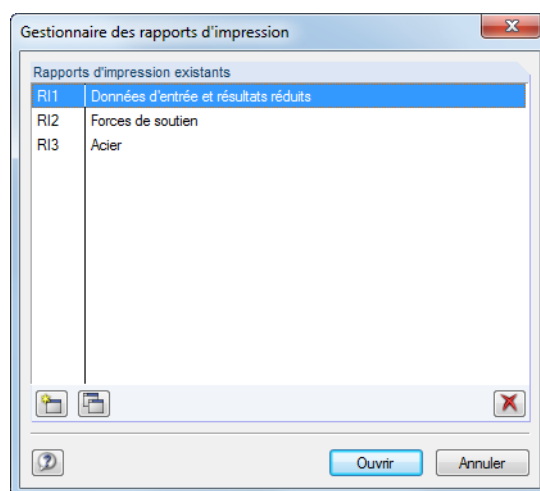 Gestionnaire des rapports d'impression
Rapports d'impression existants
RI1 Données d'entrée et résultats réduits
RI2 Forces de soutien
RI3 Acier
Ouvrir Annuler